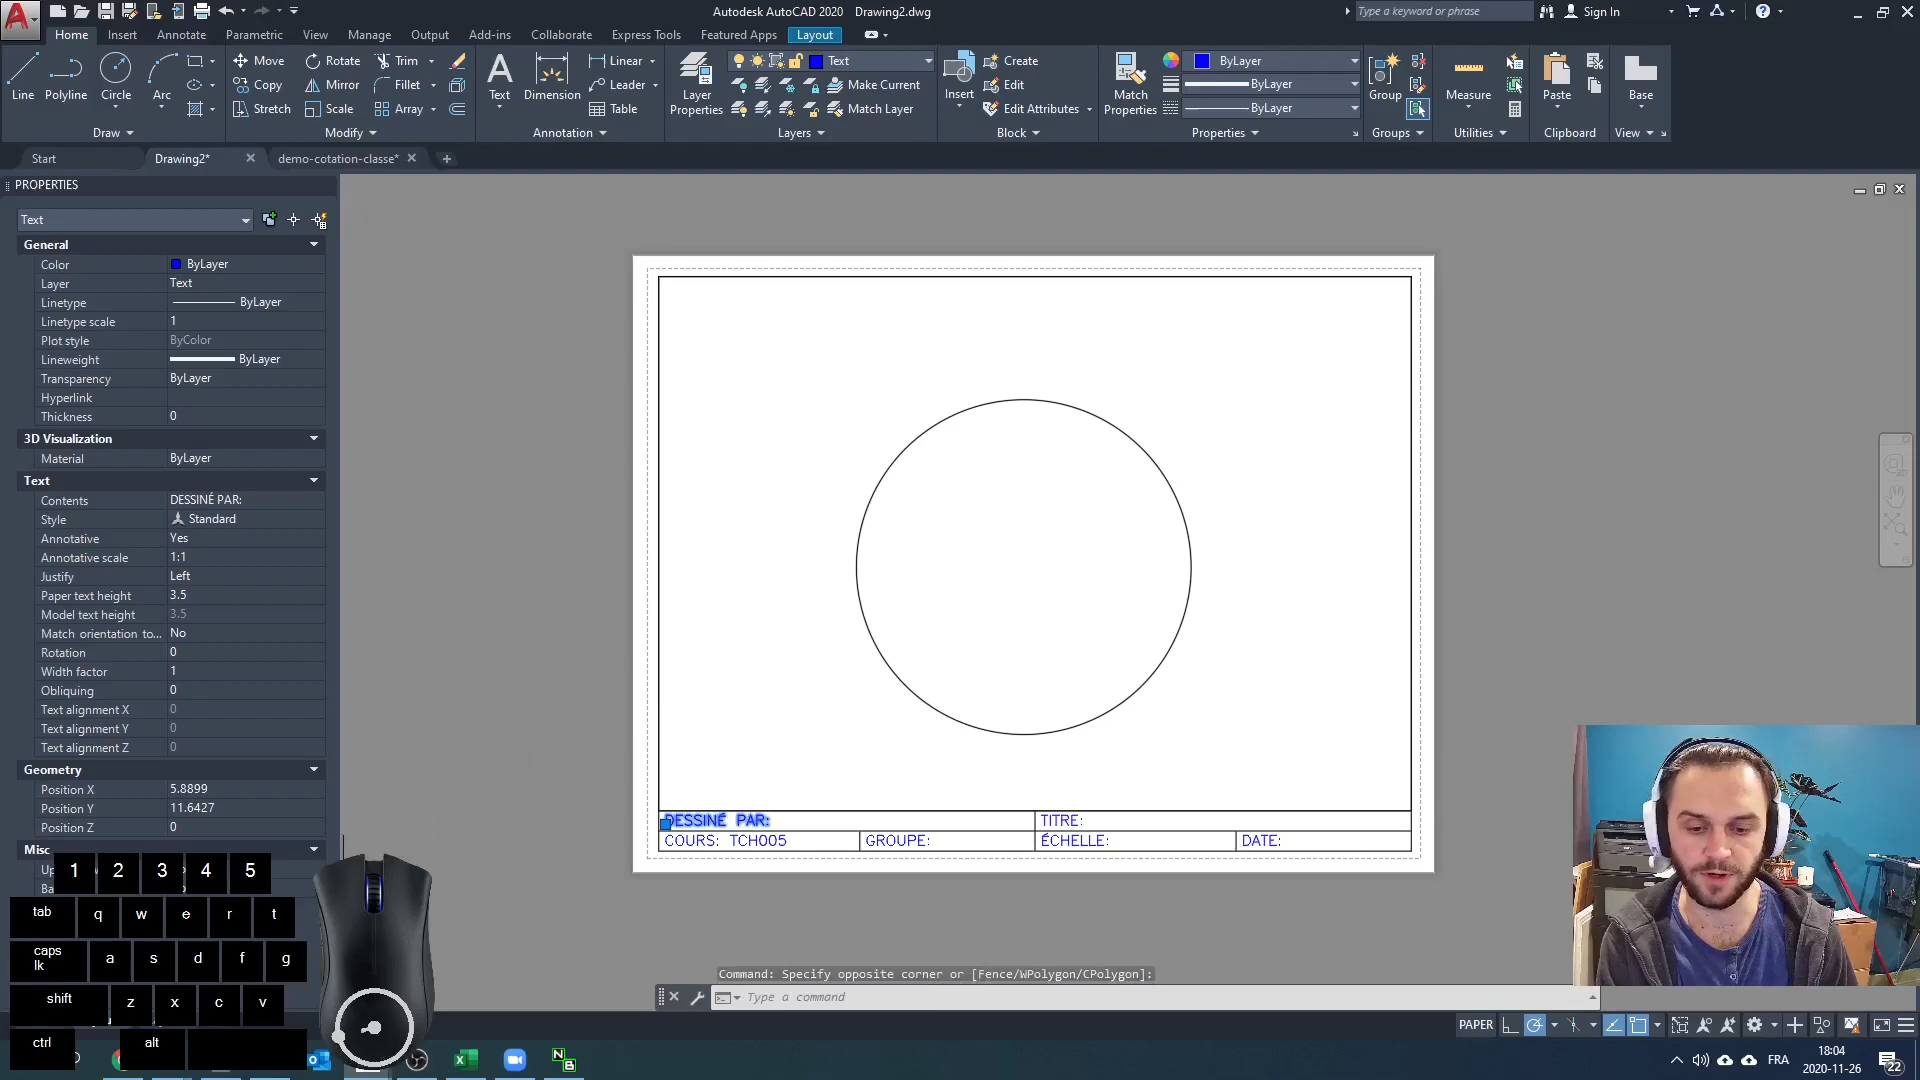 Autodesk AutoCAD 2020 Drawing2.dwg
Type a keyword or phrase
Sign In
Home Insert Annotate Parametric View Manage Output Add-ins Collaborate Express Tools Featured Apps Layout
Line Polyline Circle Arc
Draw
Move Rotate Trim
Copy Mirror Fillet
Stretch Scale Array
Modify
Text Dimension
Linear
Leader
Table
Annotation
Layer Properties
Text
Make Current
Match Layer
Layers
Insert
Create
Edit
Edit Attributes
Block
Match Properties
ByLayer
ByLayer
ByLayer
Properties
Group
Groups
Measure
Utilities
Paste
Clipboard
Base
View
Start Drawing2* demo-cotation-classe*
PROPERTIES
Text
General
Color ByLayer
Layer Text
Linetype ByLayer
Linetype scale 1
Plot style ByColor
Lineweight ByLayer
Transparency ByLayer
Hyperlink
Thickness 0
3D Visualization
Material ByLayer
Text
Contents DESSINÉ PAR:
Style Standard
Annotative Yes
Annotative scale 1:1
Justify Left
Paper text height 3.5
Model text height 3.5
Match orientation to... No
Rotation 0
Width factor 1
Obliquing 0
Text alignment X 0
Text alignment Y 0
Text alignment Z 0
Geometry
Position X 5.8899
Position Y 11.6427
Position Z 0
Misc
1 2 3 4 5
tab q w e r t
caps lk a s d f g
shift z x c v
ctrl alt
DESSINÉ PAR: TITRE:
COURS: TCH005 GROUPE: ÉCHELLE: DATE:
Command: Specify opposite corner or [Fence/WPolygon/CPolygon]:
Type a command
PAPER
FRA
18:04
2020-11-26
22